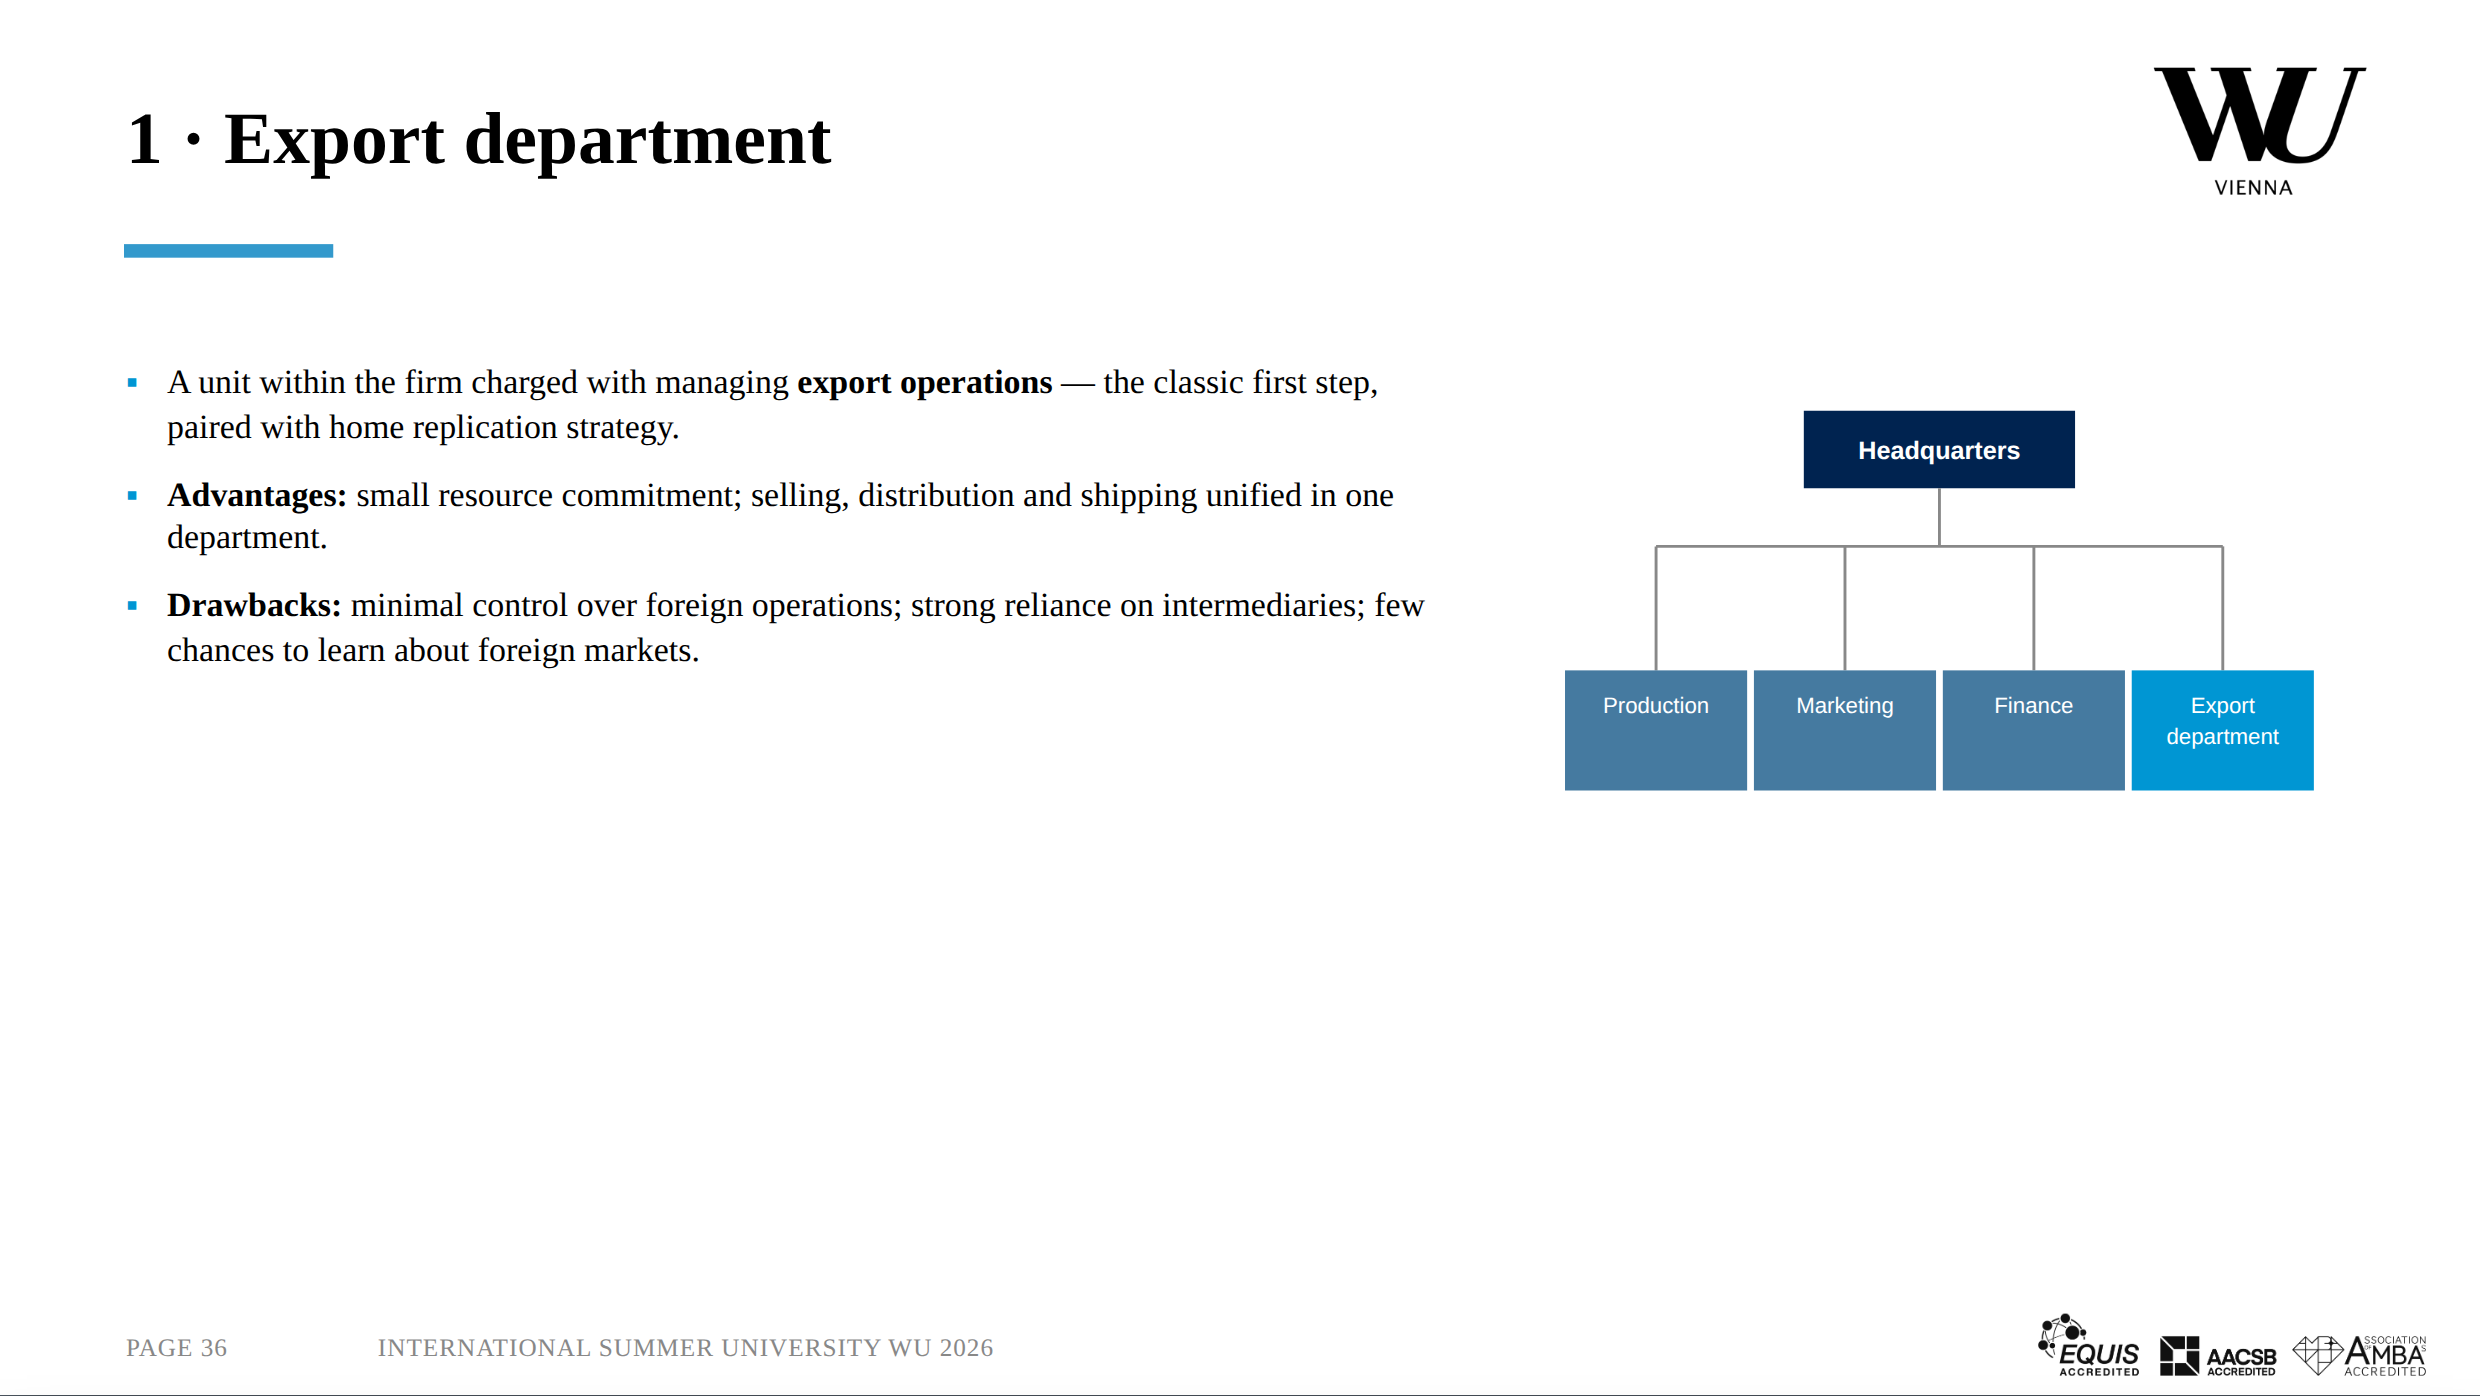 1 · Export department
WU
VIENNA
▪ A unit within the firm charged with managing export operations — the classic first step,
paired with home replication strategy.
▪ Advantages: small resource commitment; selling, distribution and shipping unified in one
department.
▪ Drawbacks: minimal control over foreign operations; strong reliance on intermediaries; few
chances to learn about foreign markets.
Headquarters
Production
Marketing
Finance
Export
department
PAGE 36
INTERNATIONAL SUMMER UNIVERSITY WU 2026
EQUIS
ACCREDITED
AACSB
ACCREDITED
ASSOCIATION
OF MBAS
ACCREDITED